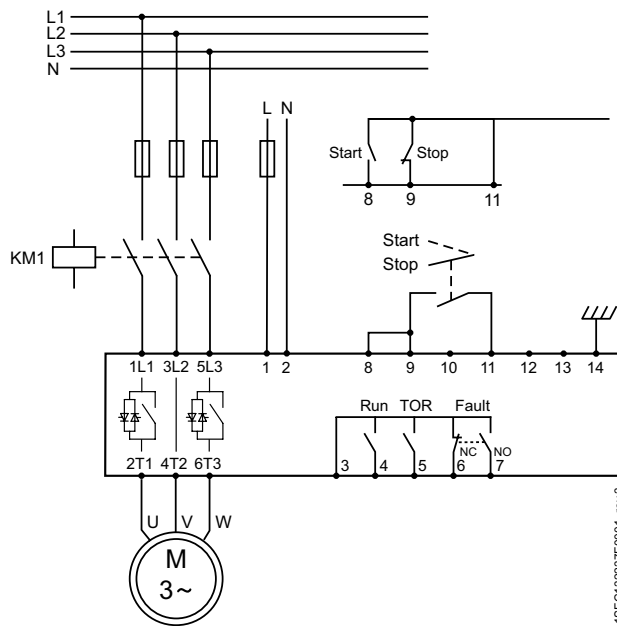 L1
L2
L3
N
L N
Start Stop
8 9 11
KM1
Start
Stop
1L1 3L2 5L3 1 2 8 9 10 11 12 13 14
Run TOR Fault
NC NO
2T1 4T2 6T3 3 4 5 6 7
U V W
M
3~